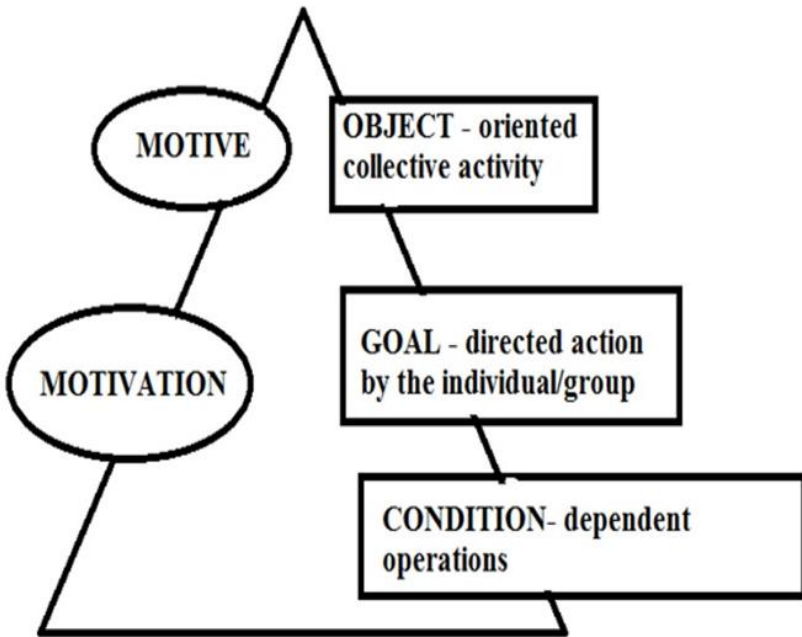 MOTIVE
OBJECT - oriented
collective activity
GOAL - directed action
by the individual/group
MOTIVATION
CONDITION- dependent
operations